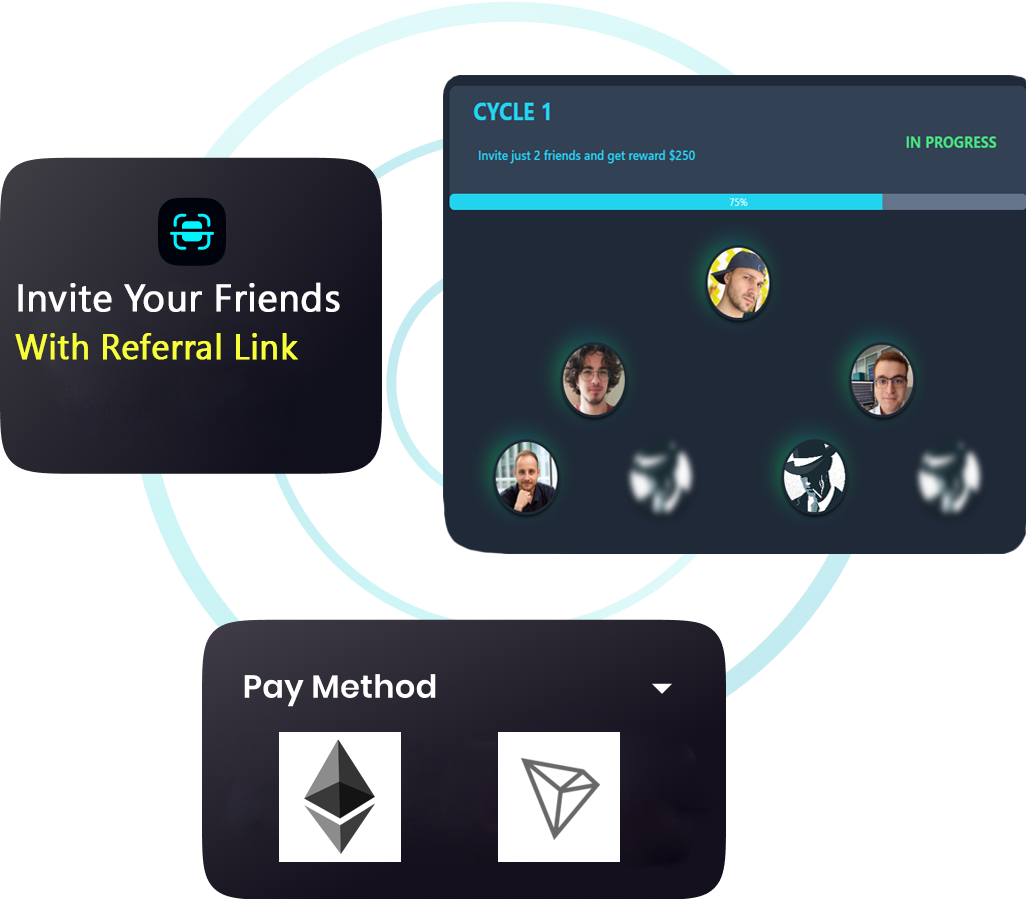 CYCLE 1
Invite just 2 friends and get reward $250
IN PROGRESS
75%
Invite Your Friends
With Referral Link
Pay Method